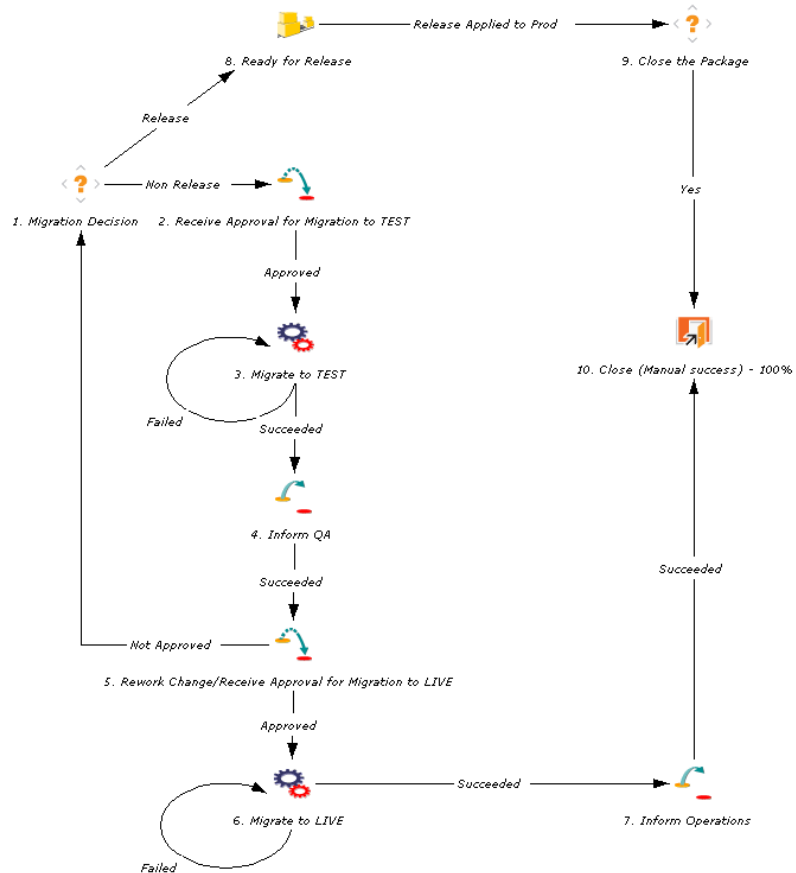 Release Applied to Prod
8. Ready for Release
9. Close the Package
Release
Non Release
Yes
1. Migration Decision
2. Receive Approval for Migration to TEST
Approved
3. Migrate to TEST
10. Close (Manual success) - 100%
Failed
Succeeded
4. Inform QA
Succeeded
Succeeded
Not Approved
5. Rework Change/Receive Approval for Migration to LIVE
Approved
Succeeded
6. Migrate to LIVE
7. Inform Operations
Failed